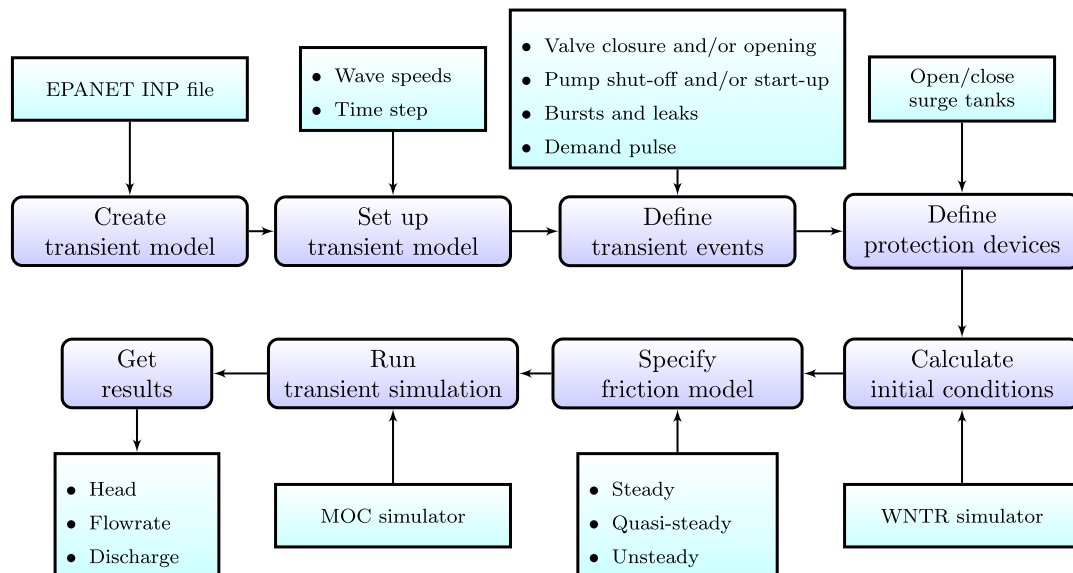 EPANET INP file
● Wave speeds
● Time step
● Valve closure and/or opening
● Pump shut-off and/or start-up
● Bursts and leaks
● Demand pulse
Open/close
surge tanks
Create
transient model
Set up
transient model
Define
transient events
Define
protection devices
Get
results
Run
transient simulation
Specify
friction model
Calculate
initial conditions
● Head
● Flowrate
● Discharge
MOC simulator
● Steady
● Quasi-steady
● Unsteady
WNTR simulator